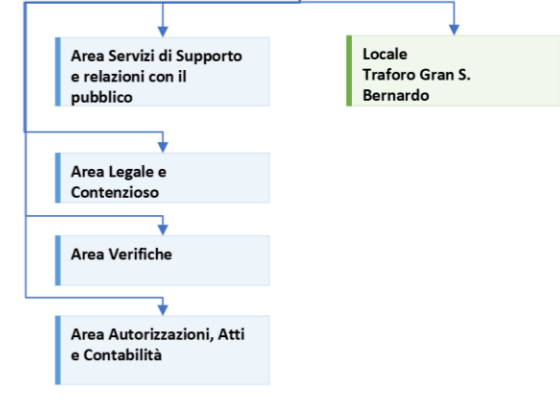 Area Servizi di Supporto
e relazioni con il
pubblico
Locale
Traforo Gran S.
Bernardo
Area Legale e
Contenzioso
Area Verifiche
Area Autorizzazioni, Atti
e Contabilità